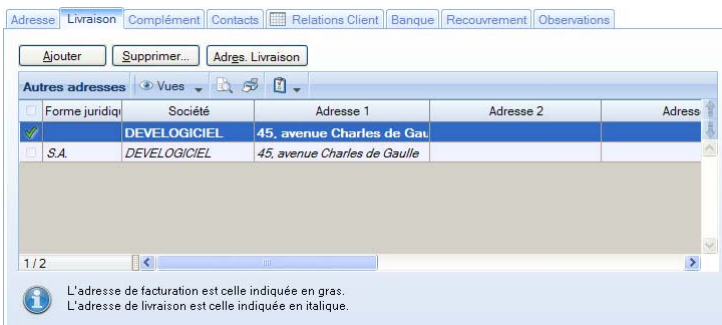 Adresse Livraison Complément Contacts Relations Client Banque Recouvrement Observations
Ajouter Supprimer... Adres. Livraison
Autres adresses Vues
Forme juridiqu Société Adresse 1 Adresse 2 Adress
DEVELOGICIEL 45, avenue Charles de Gau
S.A. DEVELOGICIEL 45, avenue Charles de Gaulle
1 / 2
L'adresse de facturation est celle indiquée en gras.
L'adresse de livraison est celle indiquée en italique.